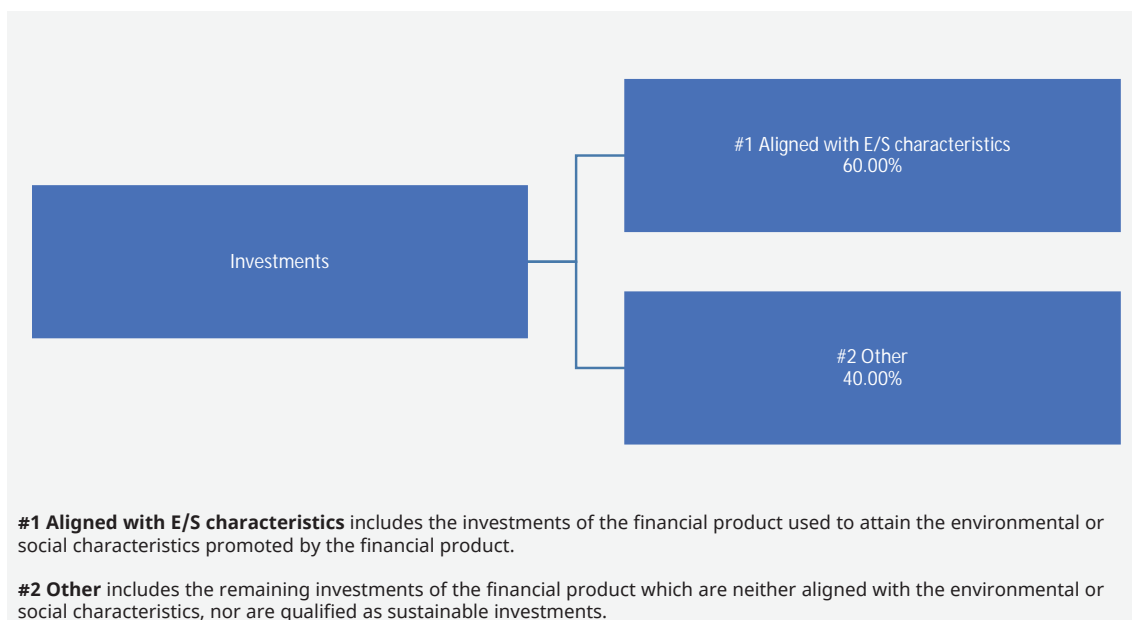 #1 Aligned with E/S characteristics
60.00%
Investments
#2 Other
40.00%
#1 Aligned with E/S characteristics includes the investments of the financial product used to attain the environmental or
social characteristics promoted by the financial product.
#2 Other includes the remaining investments of the financial product which are neither aligned with the environmental or
social characteristics, nor are qualified as sustainable investments.